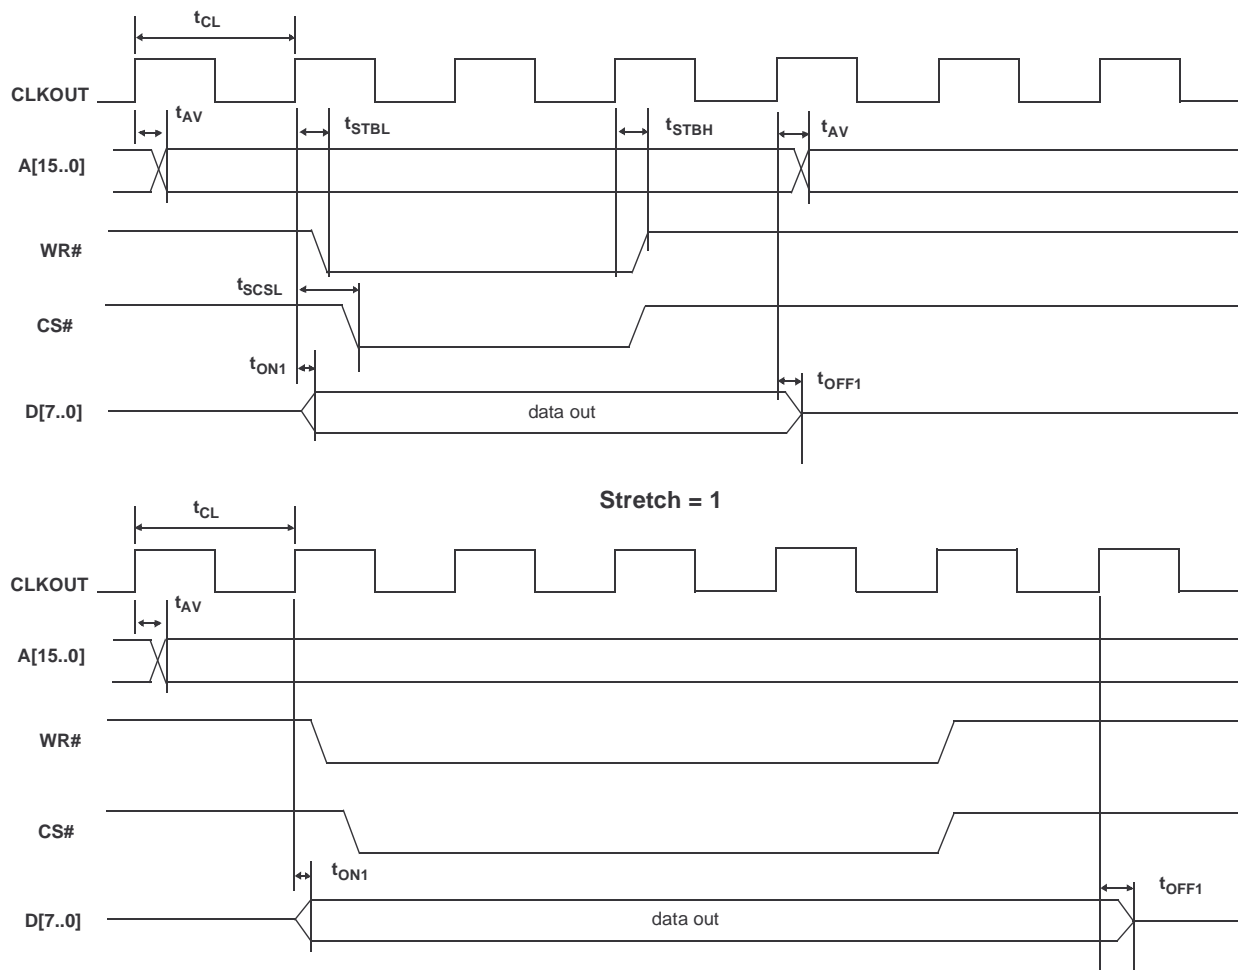 tCL
CLKOUT
tAV
tSTBL
tSTBH
tAV
A[15..0]
WR#
tSCSL
CS#
tON1
tOFF1
D[7..0]
data out
Stretch = 1
tCL
CLKOUT
tAV
A[15..0]
WR#
CS#
tON1
tOFF1
D[7..0]
data out